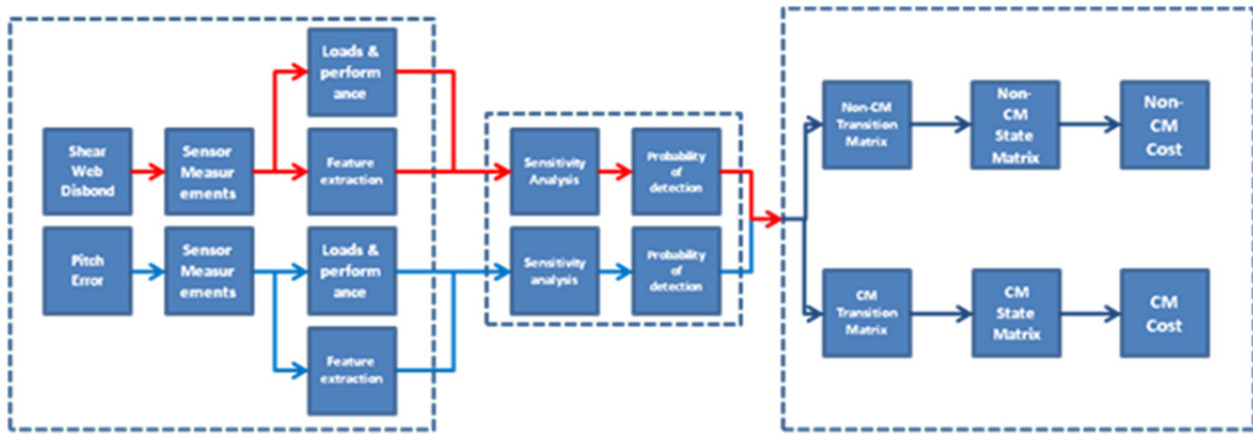 Shear
Web
Disbond
Sensor
Measur
ements
Loads &
perform
ance
Feature
extraction
Sensitivity
Analysis
Probability
of
detection
Pitch
Error
Sensor
Measur
ements
Loads &
perform
ance
Feature
extraction
Sensitivity
analysis
Probability
of
detection
Non-CM
Transition
Matrix
Non-
CM
State
Matrix
Non-
CM
Cost
CM
Transition
Matrix
CM
State
Matrix
CM
Cost